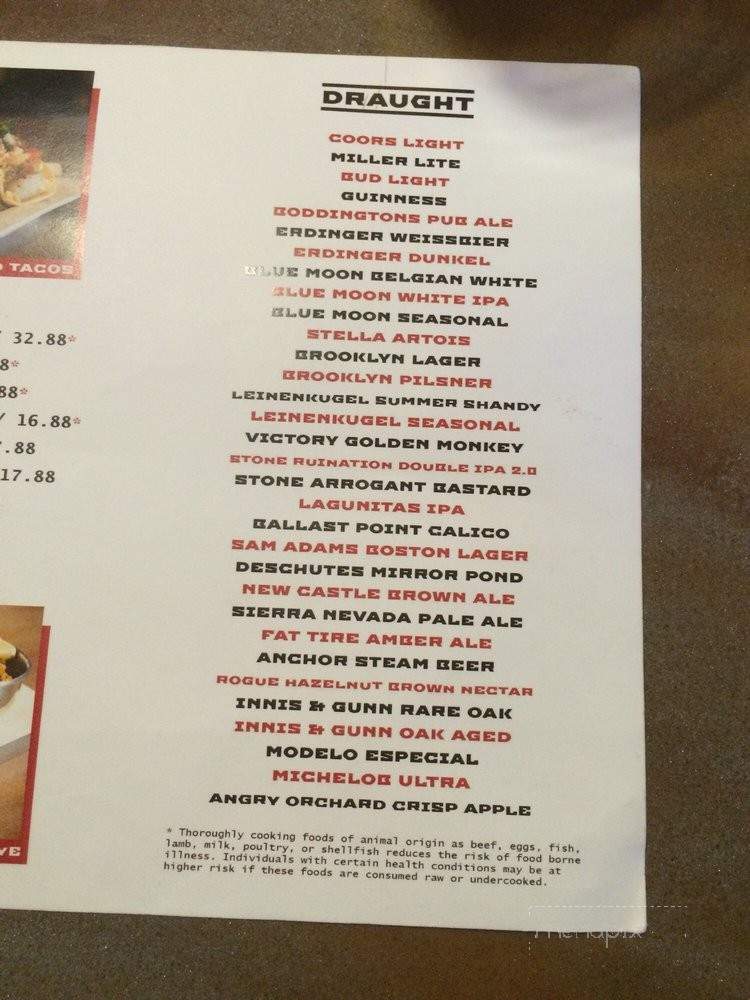 DRAUGHT
COORS LIGHT
MILLER LITE
BUD LIGHT
GUINNESS
BODDINGTONS PUB ALE
ERDINGER WEISSBIER
ERDINGER DUNKEL
BLUE MOON BELGIAN WHITE
BLUE MOON WHITE IPA
BLUE MOON SEASONAL
STELLA ARTOIS
BROOKLYN LAGER
BROOKLYN PILSNER
LEINENKUGEL SUMMER SHANDY
LEINENKUGEL SEASONAL
VICTORY GOLDEN MONKEY
STONE RUINATION DOUBLE IPA 2.0
STONE ARROGANT BASTARD
LAGUNITAS IPA
BALLAST POINT CALICO
SAM ADAMS BOSTON LAGER
DESCHUTES MIRROR POND
NEW CASTLE BROWN ALE
SIERRA NEVADA PALE ALE
FAT TIRE AMBER ALE
ANCHOR STEAM BEER
ROGUE HAZELNUT BROWN NECTAR
INNIS & GUNN RARE OAK
INNIS & GUNN OAK AGED
MODELO ESPECIAL
MICHELOB ULTRA
ANGRY ORCHARD CRISP APPLE
* Thoroughly cooking foods of animal origin as beef, eggs, fish,
lamb, milk, poultry, or shellfish reduces the risk of food borne
illness. Individuals with certain health conditions may be at
higher risk if these foods are consumed raw or undercooked.
TACOS
/ 32.88*
8*
88*
/ 16.88*
.88
17.88
YE
menupix